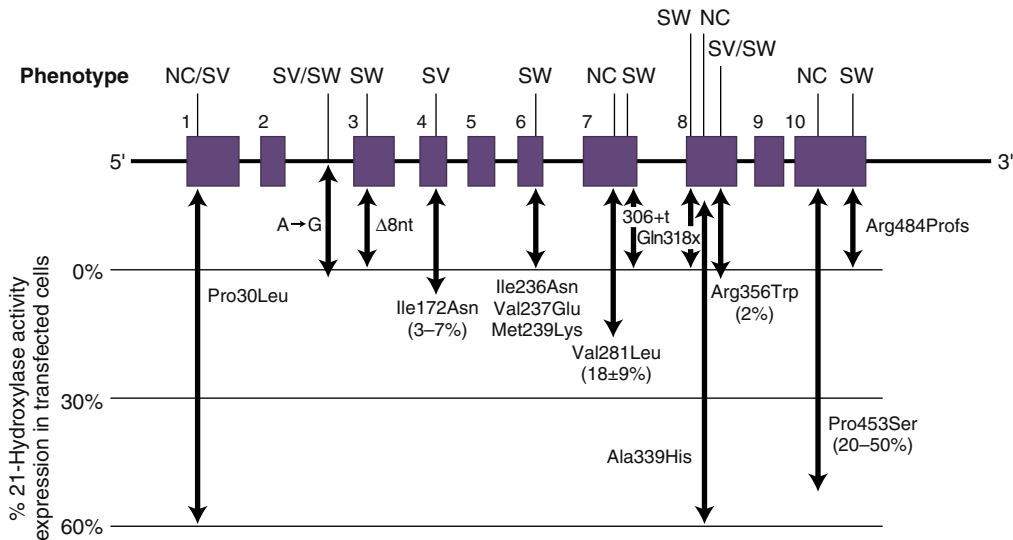 SW NC
SV/SW
Phenotype NC/SV SV/SW SW SV SW NC SW NC SW
1 2 3 4 5 6 7 8 9 10
5' 3'
A→G Δ8nt 306+t Arg484Profs
Gln318x
0%
Pro30Leu Ile172Asn Ile236Asn Arg356Trp
(3–7%) Val237Glu (2%)
Met239Lys
Val281Leu
(18±9%)
30%
Pro453Ser
(20–50%)
Ala339His
60%
% 21-Hydroxylase activity
expression in transfected cells